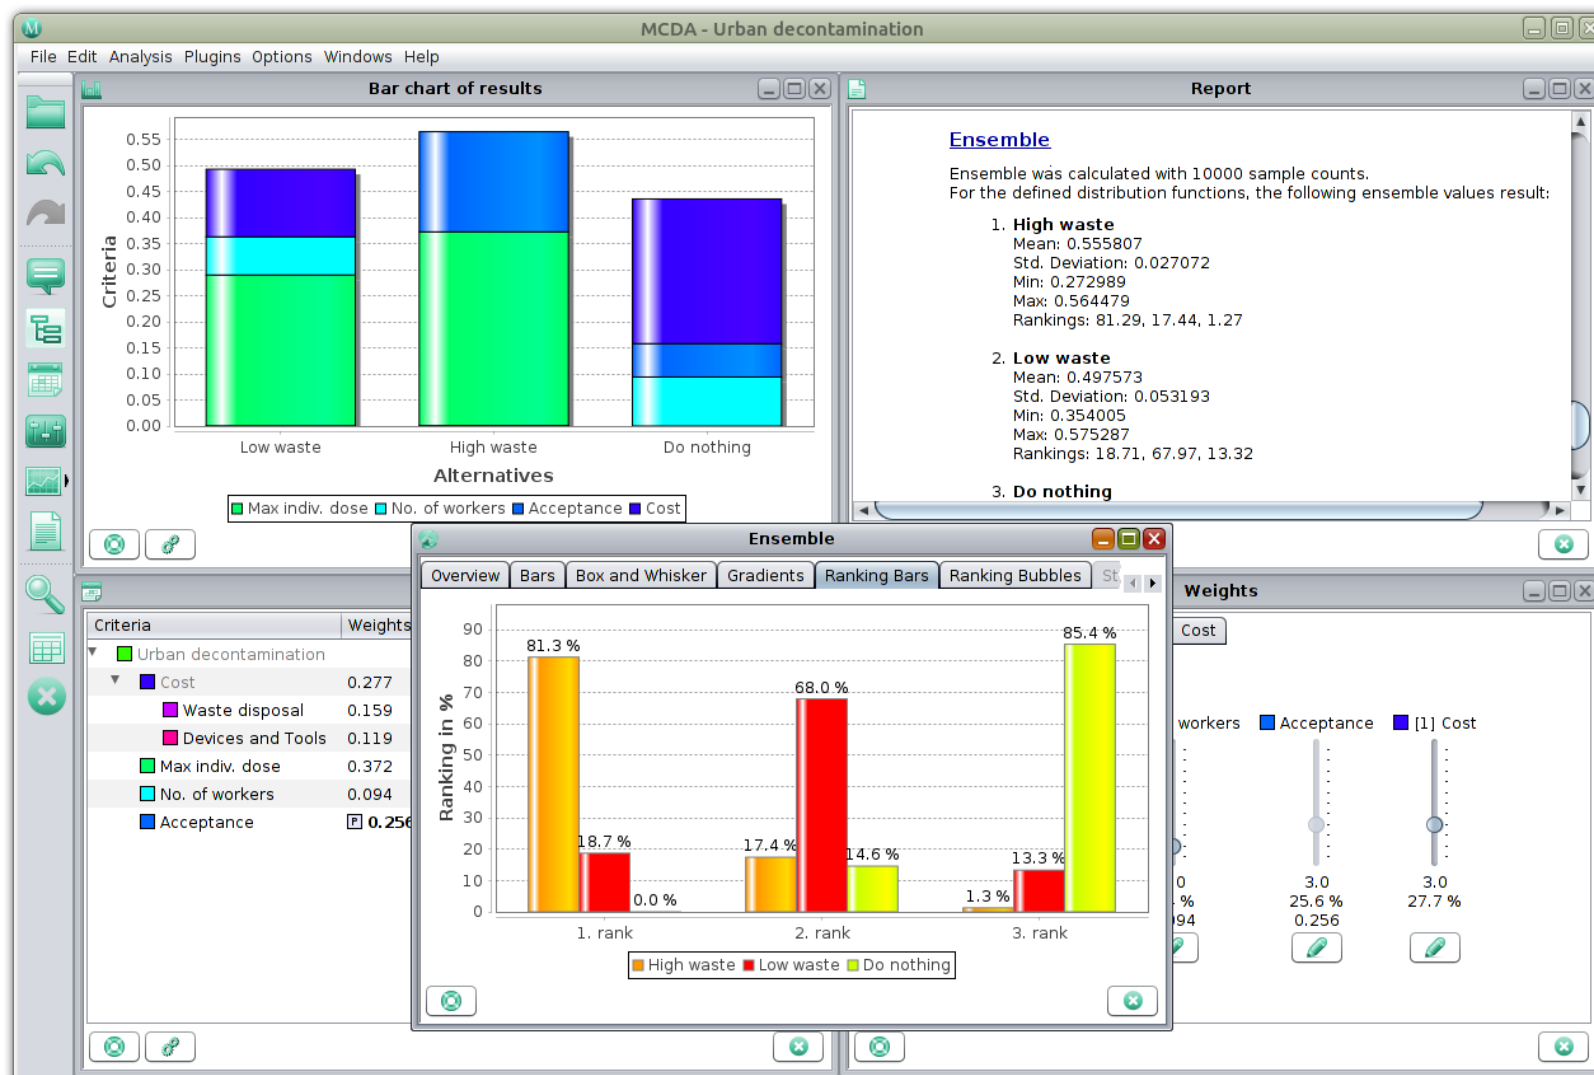 MCDA - Urban decontamination
File Edit Analysis Plugins Options Windows Help
Bar chart of results
0.55
0.50
0.45
0.40
0.35
0.30
0.25
0.20
0.15
0.10
0.05
0.00
Criteria
Low waste High waste Do nothing
Alternatives
Max indiv. dose No. of workers Acceptance Cost
Report
Ensemble
Ensemble was calculated with 10000 sample counts.
For the defined distribution functions, the following ensemble values result:
1. High waste
Mean: 0.555807
Std. Deviation: 0.027072
Min: 0.272989
Max: 0.564479
Rankings: 81.29, 17.44, 1.27
2. Low waste
Mean: 0.497573
Std. Deviation: 0.053193
Min: 0.354005
Max: 0.575287
Rankings: 18.71, 67.97, 13.32
3. Do nothing
Criteria Weights
Urban decontamination
Cost 0.277
Waste disposal 0.159
Devices and Tools 0.119
Max indiv. dose 0.372
No. of workers 0.094
Acceptance P 0.256
Ensemble
Overview Bars Box and Whisker Gradients Ranking Bars Ranking Bubbles St
90
80
70
60
50
40
30
20
10
0
Ranking in %
81.3 % 18.7 % 0.0 %
17.4 % 68.0 % 14.6 %
1.3 % 13.3 % 85.4 %
1. rank 2. rank 3. rank
High waste Low waste Do nothing
Weights
Cost
workers Acceptance [1] Cost
0 3.0 3.0
% 25.6 % 27.7 %
94 0.256